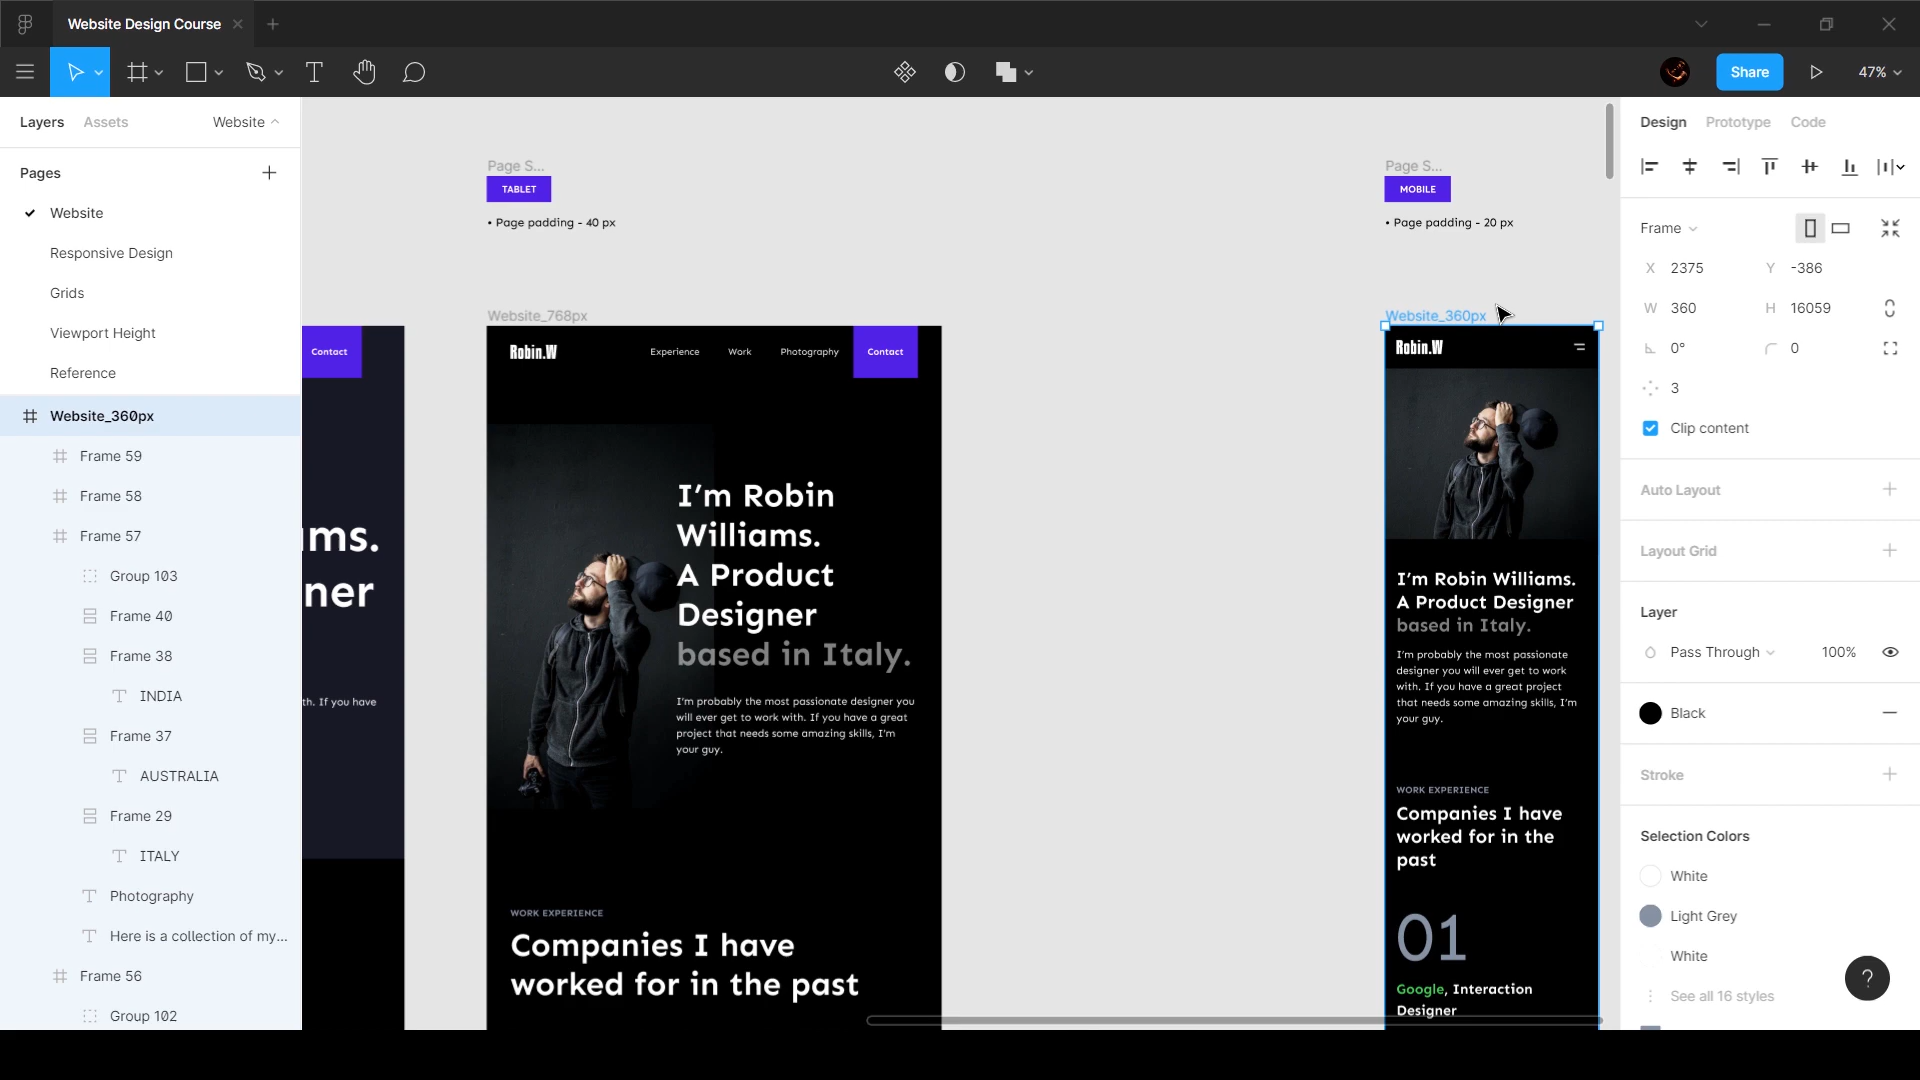 Website Design Course
Share
47%
Layers
Assets
Website
Pages
Website
Responsive Design
Grids
Viewport Height
Reference
Website_360px
Frame 59
Frame 58
Frame 57
Group 103
Frame 40
Frame 38
INDIA
Frame 37
AUSTRALIA
Frame 29
ITALY
Photography
Here is a collection of my...
Frame 56
Group 102
Contact
ams.
ner
th. If you have
Page S...
TABLET
• Page padding - 40 px
Website_768px
Robin.W
Experience
Work
Photography
Contact
I'm Robin
Williams.
A Product
Designer
based in Italy.
I'm probably the most passionate designer you
will ever get to work with. If you have a great
project that needs some amazing skills, I'm
your guy.
WORK EXPERIENCE
Companies I have
worked for in the past
Page S...
MOBILE
• Page padding - 20 px
Website_360px
Robin.W
I'm Robin Williams.
A Product Designer
based in Italy.
I'm probably the most passionate
designer you will ever get to work
with. If you have a great project
that needs some amazing skills, I'm
your guy.
WORK EXPERIENCE
Companies I have
worked for in the
past
01
Google, Interaction
Designer
Design
Prototype
Code
Frame
X 2375
Y -386
W 360
H 16059
0°
0
3
Clip content
Auto Layout
Layout Grid
Layer
Pass Through
100%
Black
Stroke
Selection Colors
White
Light Grey
White
See all 16 styles
?